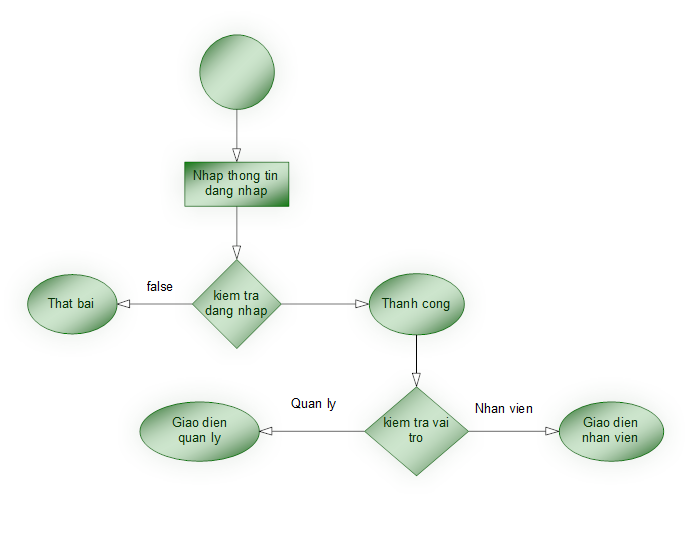 Nhap thong tin
dang nhap
false
That bai
kiem tra
dang nhap
Thanh cong
Quan ly
Nhan vien
Giao dien
quan ly
kiem tra vai
tro
Giao dien
nhan vien